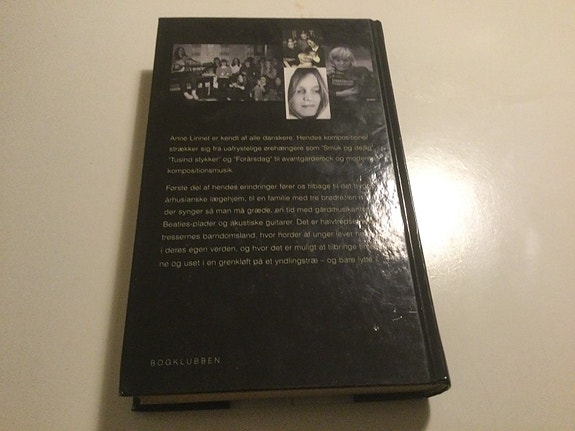 Anne Linnet er kendt af alle danskere. Hendes kompositioner
strækker sig fra uafrystelige ørehængere som "Smuk og dejlig",
"Tusind stykker" og "Forårsdag" til avantgarderock og moderne
kompositionsmusik.
Første del af hendes erindringer fører os tilbage til det
århusianske lægehjem, til en familie med tre brødre
der synger så man må græde, en tid med gårdmusikanter,
Beatles-plader og akustiske guitarer. Det er halvtredsernes
tressernes barndomsland, hvor horder af unger lever
i deres egen verden, og hvor det er muligt at tilbringe
ne og uset i en grenkløft på et yndlingstræ – og bare lytte
BOGKLUBBEN